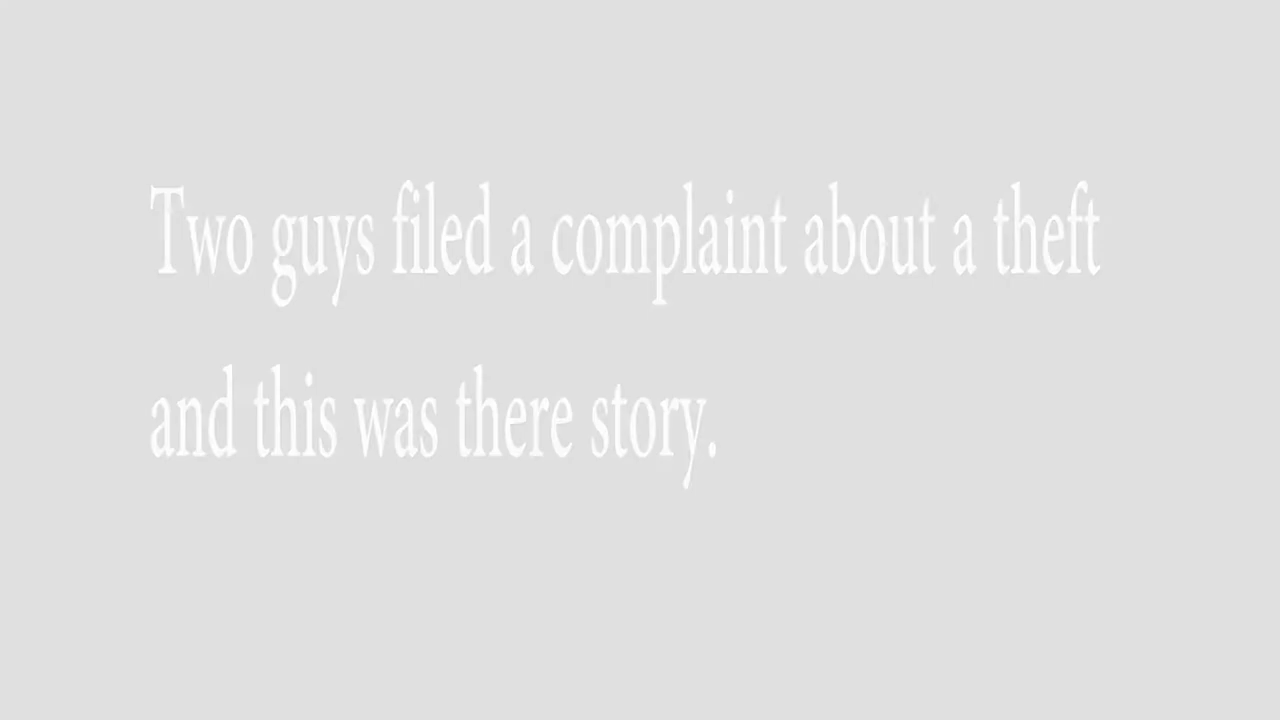 Two guys filed a complaint about a theft
and this was there story.